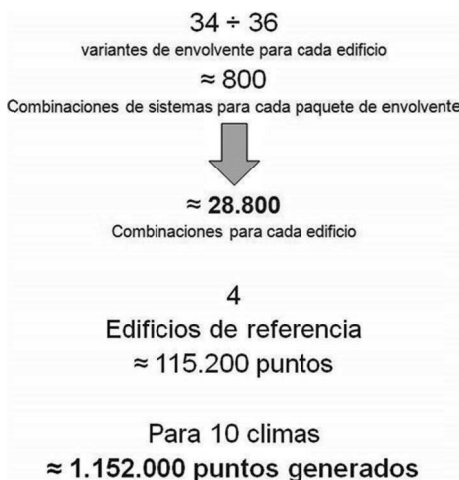 34 ÷ 36
variantes de envolvente para cada edificio
≈ 800
Combinaciones de sistemas para cada paquete de envolvente
≈ 28.800
Combinaciones para cada edificio
4
Edificios de referencia
≈ 115.200 puntos
Para 10 climas
≈ 1.152.000 puntos generados